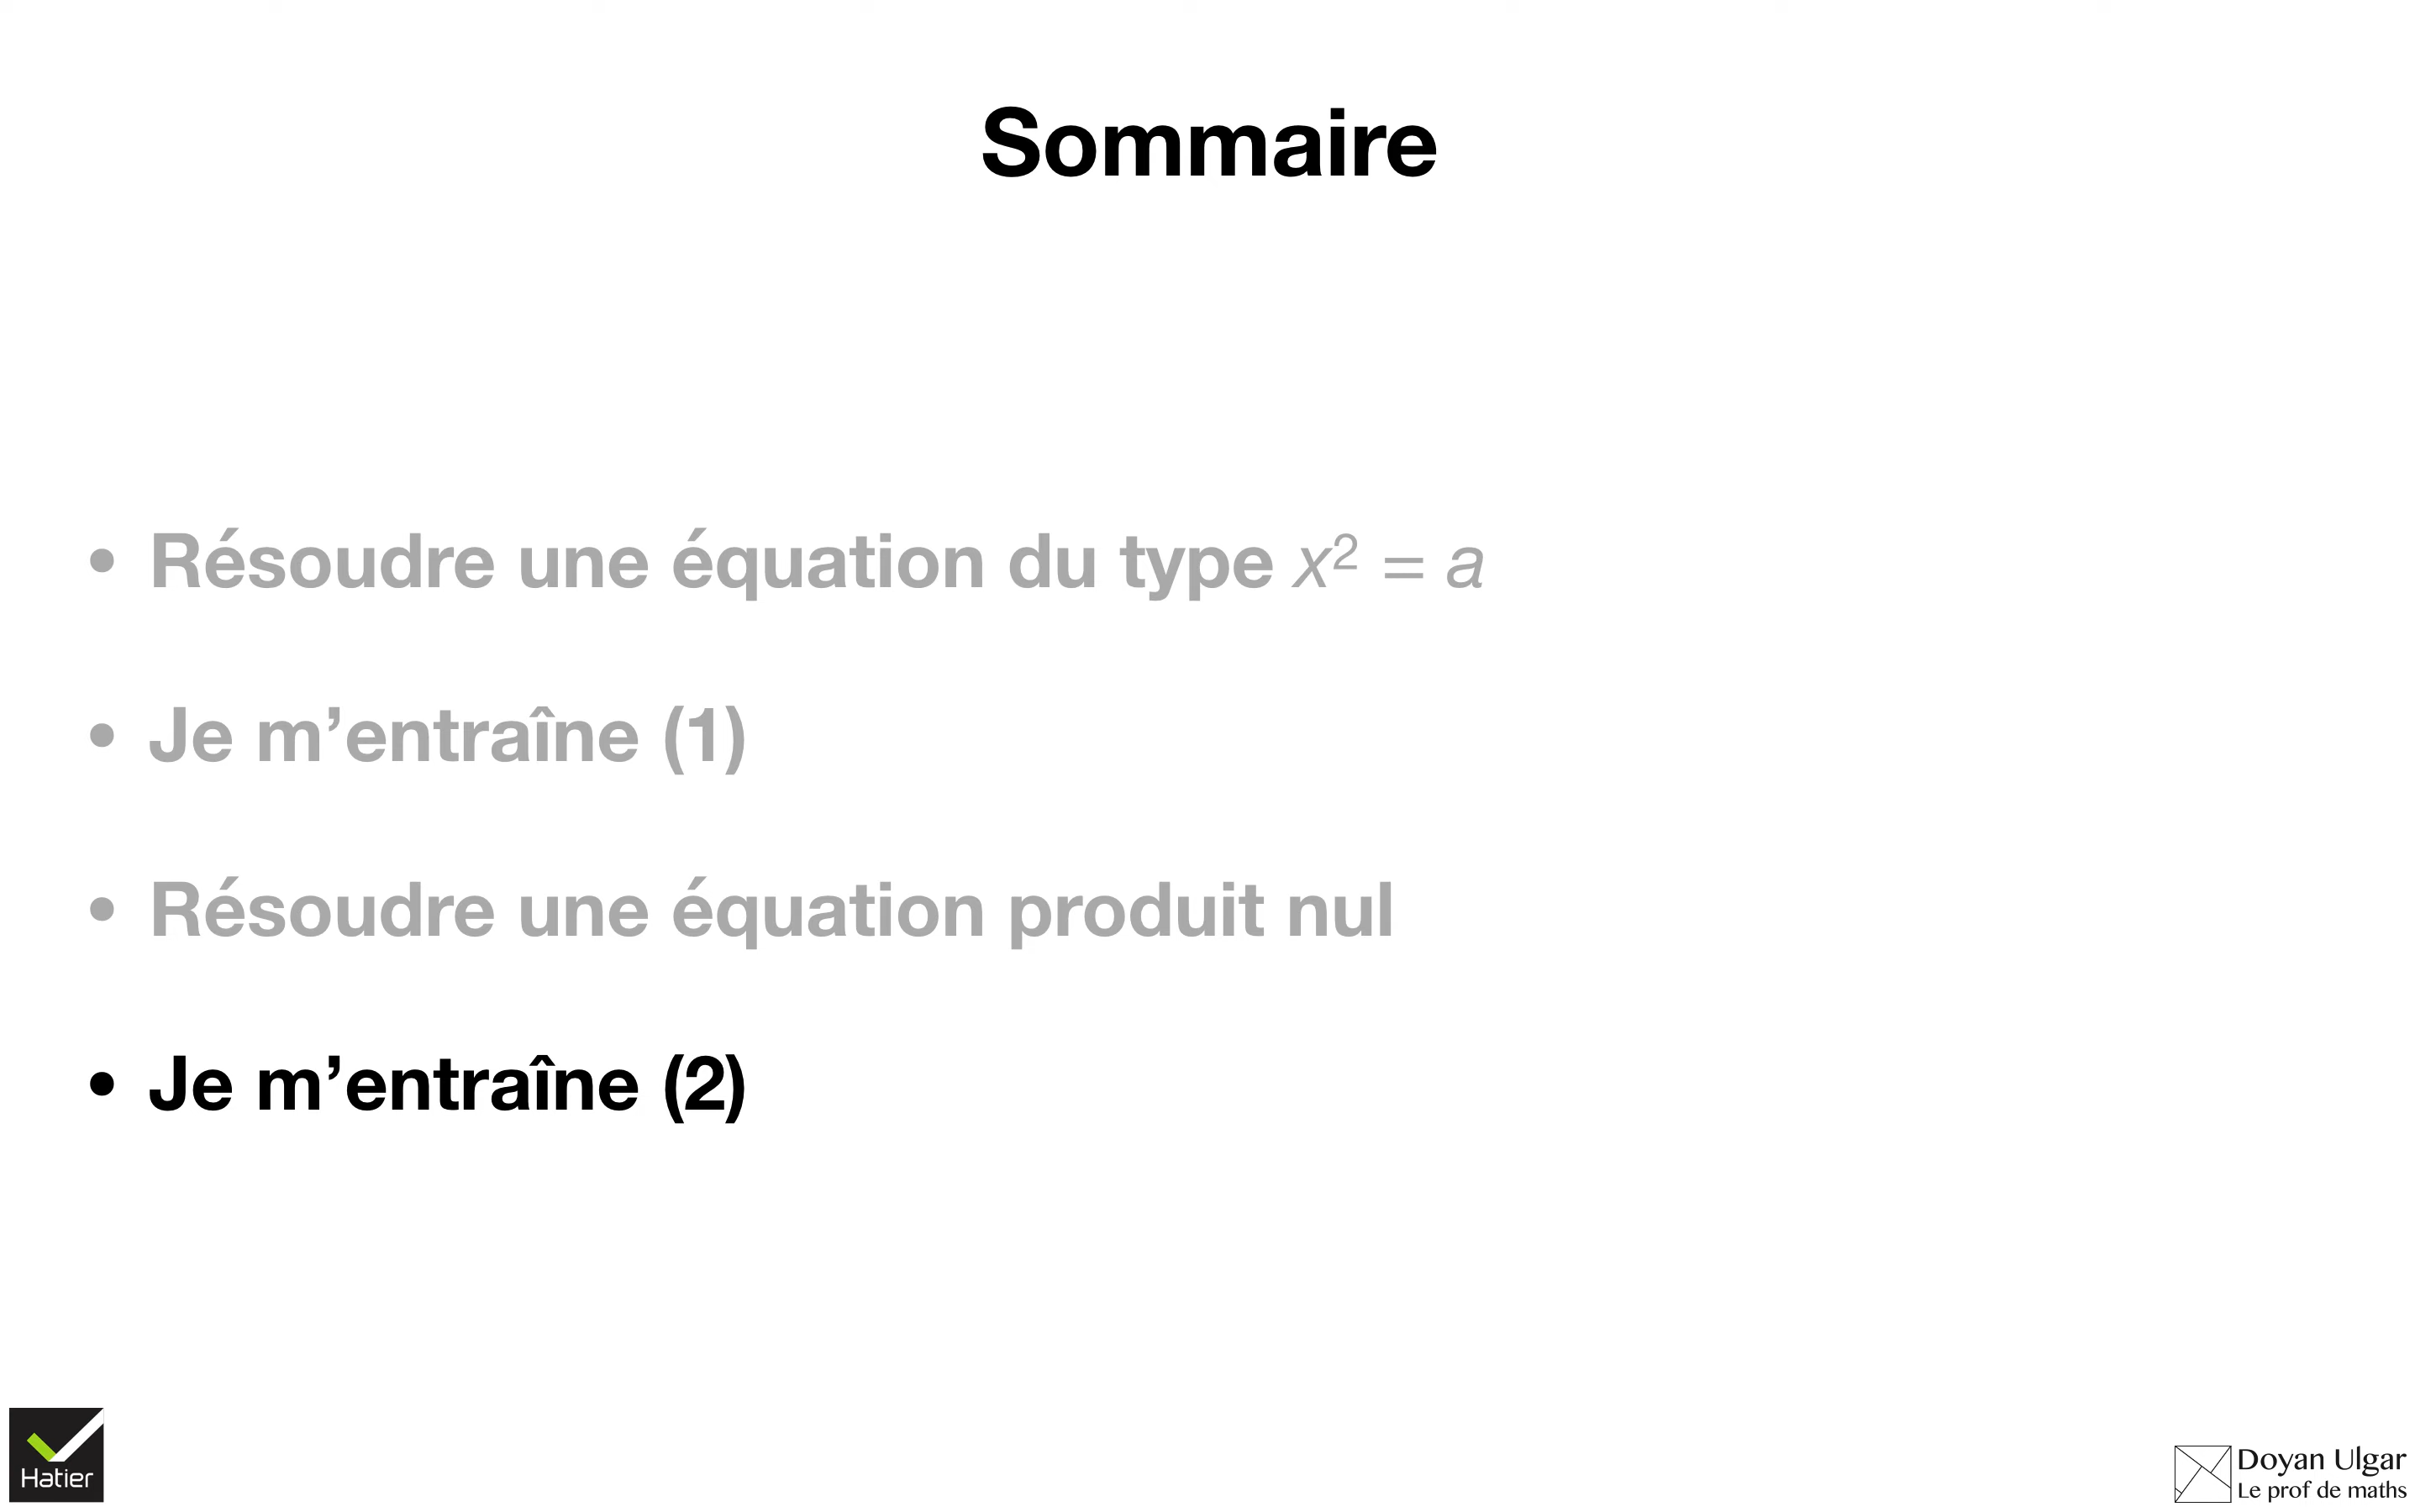 Sommaire
• Résoudre une équation du type x² = a
• Je m’entraîne (1)
• Résoudre une équation produit nul
• Je m’entraîne (2)
Hatier
Doyan Ulgar
Le prof de maths